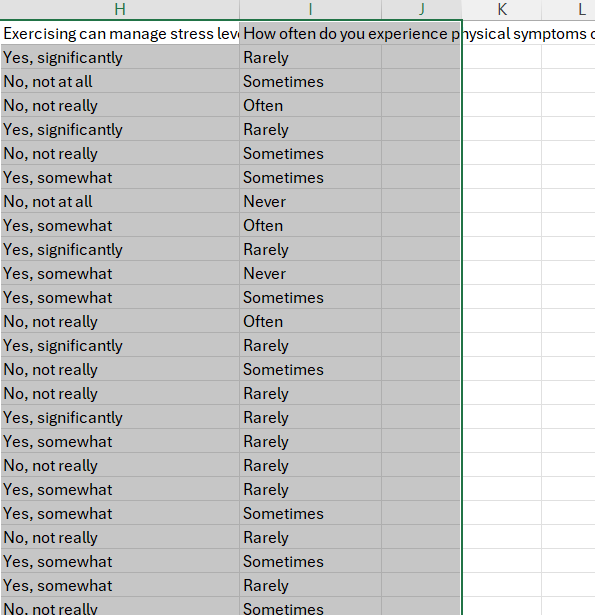 H I J K L
Exercising can manage stress lev How often do you experience physical symptoms
Yes, significantly Rarely
No, not at all Sometimes
No, not really Often
Yes, significantly Rarely
No, not really Sometimes
Yes, somewhat Sometimes
No, not at all Never
Yes, somewhat Often
Yes, significantly Rarely
Yes, somewhat Never
Yes, somewhat Sometimes
No, not really Often
Yes, significantly Rarely
No, not really Sometimes
No, not really Rarely
Yes, significantly Rarely
Yes, somewhat Rarely
No, not really Rarely
Yes, somewhat Rarely
Yes, somewhat Sometimes
No, not really Rarely
Yes, somewhat Sometimes
Yes, somewhat Rarely
No, not really Sometimes